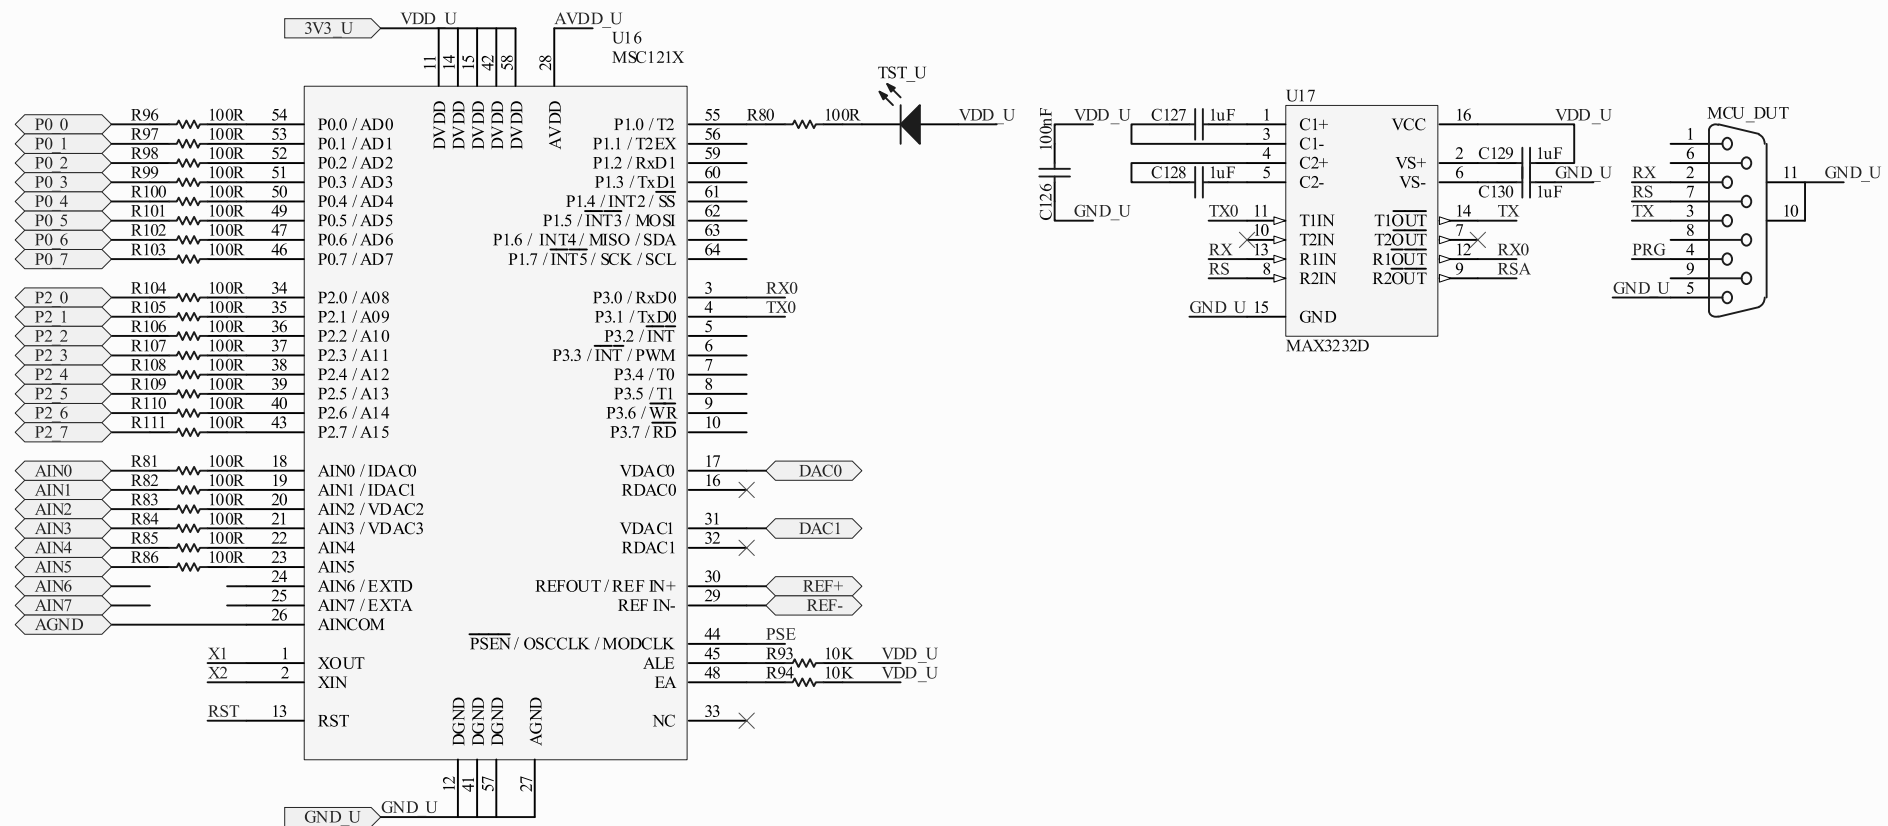 3V3_U VDD_U AVDD_U
U16
MSC121X
11 14 15 42 58 28
DVDD DVDD DVDD DVDD DVDD AVDD
P0_0 R96 100R 54 P0.0 / AD0
P0_1 R97 100R 53 P0.1 / AD1
P0_2 R98 100R 52 P0.2 / AD2
P0_3 R99 100R 51 P0.3 / AD3
P0_4 R100 100R 50 P0.4 / AD4
P0_5 R101 100R 49 P0.5 / AD5
P0_6 R102 100R 47 P0.6 / AD6
P0_7 R103 100R 46 P0.7 / AD7
P2_0 R104 100R 34 P2.0 / A08
P2_1 R105 100R 35 P2.1 / A09
P2_2 R106 100R 36 P2.2 / A10
P2_3 R107 100R 37 P2.3 / A11
P2_4 R108 100R 38 P2.4 / A12
P2_5 R109 100R 39 P2.5 / A13
P2_6 R110 100R 40 P2.6 / A14
P2_7 R111 100R 43 P2.7 / A15
AIN0 R81 100R 18 AIN0 / IDAC0
AIN1 R82 100R 19 AIN1 / IDAC1
AIN2 R83 100R 20 AIN2 / VDAC2
AIN3 R84 100R 21 AIN3 / VDAC3
AIN4 R85 100R 22 AIN4
AIN5 R86 100R 23 AIN5
AIN6 24 AIN6 / EXTD
AIN7 25 AIN7 / EXTA
AGND 26 AINCOM
X1 1 XOUT
X2 2 XIN
RST 13 RST
P1.0 / T2 55 R80 100R TST_U VDD_U
P1.1 / T2EX 56
P1.2 / RxD1 59
P1.3 / TxD1 60
P1.4 / INT2 / SS 61
P1.5 / INT3 / MOSI 62
P1.6 / INT4 / MISO / SDA 63
P1.7 / INT5 / SCK / SCL 64
P3.0 / RxD0 3 RX0
P3.1 / TxD0 4 TX0
P3.2 / INT 5
P3.3 / INT / PWM 6
P3.4 / T0 7
P3.5 / T1 8
P3.6 / WR 9
P3.7 / RD 10
VDAC0 17 DAC0
RDAC0 16
VDAC1 31 DAC1
RDAC1 32
REFOUT / REF IN+ 30 REF+
REF IN- 29 REF-
PSEN / OSCCLK / MODCLK 44 PSE
ALE 45 R93 10K VDD_U
EA 48 R94 10K VDD_U
NC 33
DGND DGND DGND AGND
12 41 57 27
GND_U GND_U
VDD_U
C126 100nF
GND_U
U17
C127 1uF 1 C1+
3 C1-
4 C2+
C128 1uF 5 C2-
TX0 11 T1IN
10 T2IN
RX 13 R1IN
RS 8 R2IN
GND_U 15 GND
VCC 16 VDD_U
VS+ 2 C129 1uF
VS- 6 C130 1uF GND_U
T1OUT 14 TX
T2OUT 7
R1OUT 12 RX0
R2OUT 9 RSA
MAX3232D
MCU_DUT
1
6
RX 2
RS 7
TX 3
8
PRG 4
9
GND_U 5
11 GND_U
10